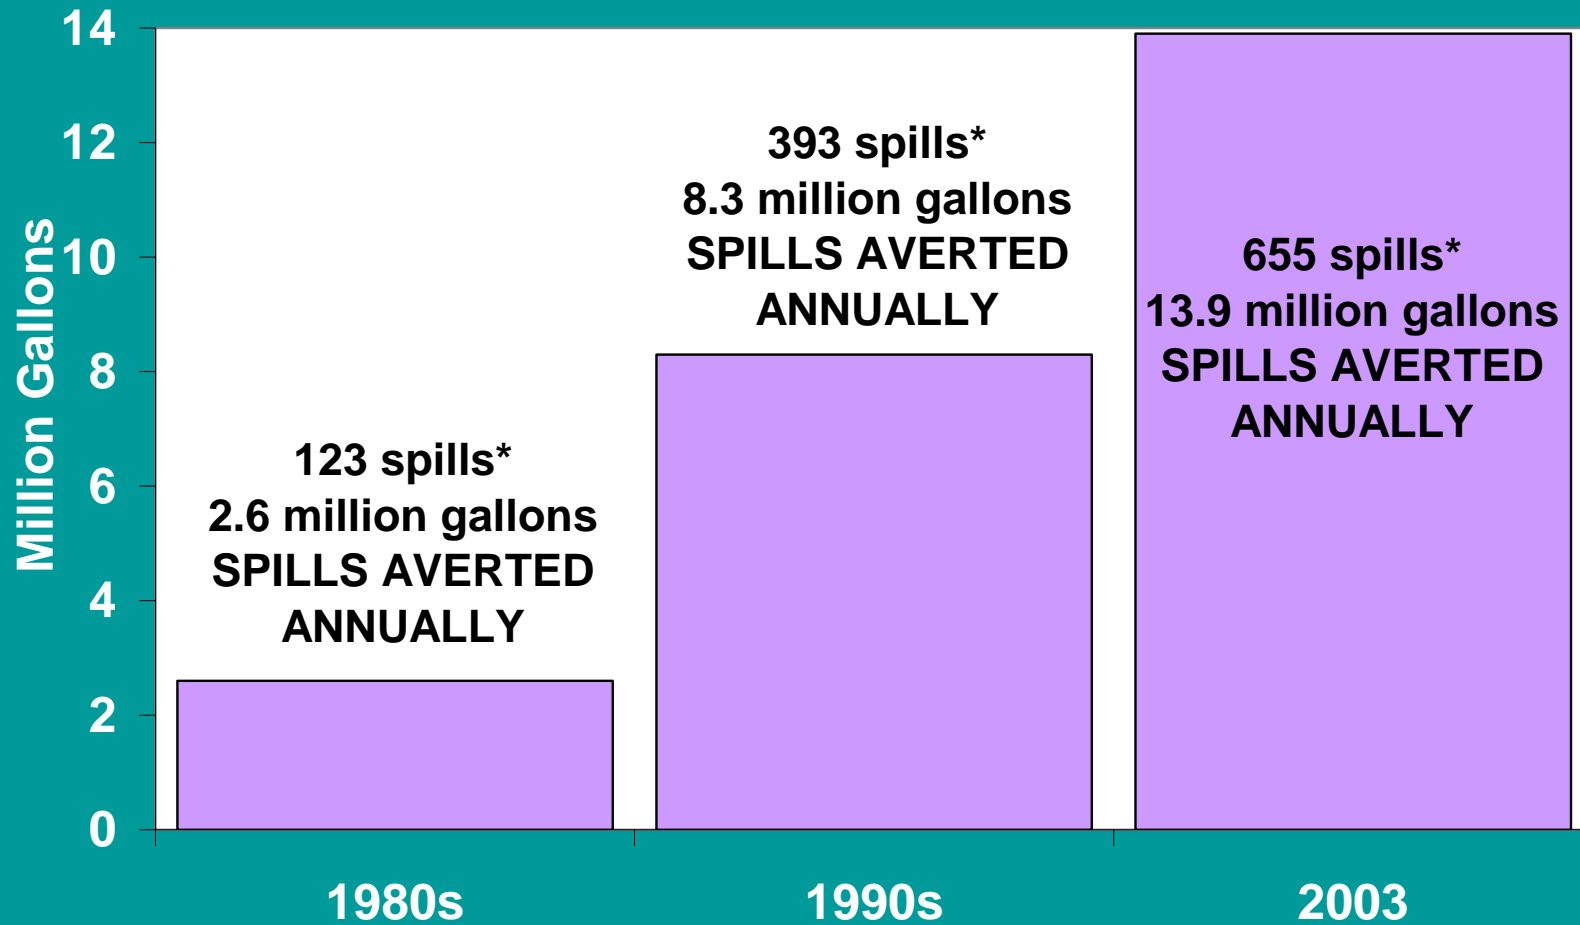 14
12
10
8
6
4
2
0
Million Gallons
123 spills*
2.6 million gallons
SPILLS AVERTED
ANNUALLY
393 spills*
8.3 million gallons
SPILLS AVERTED
ANNUALLY
655 spills*
13.9 million gallons
SPILLS AVERTED
ANNUALLY
1980s
1990s
2003